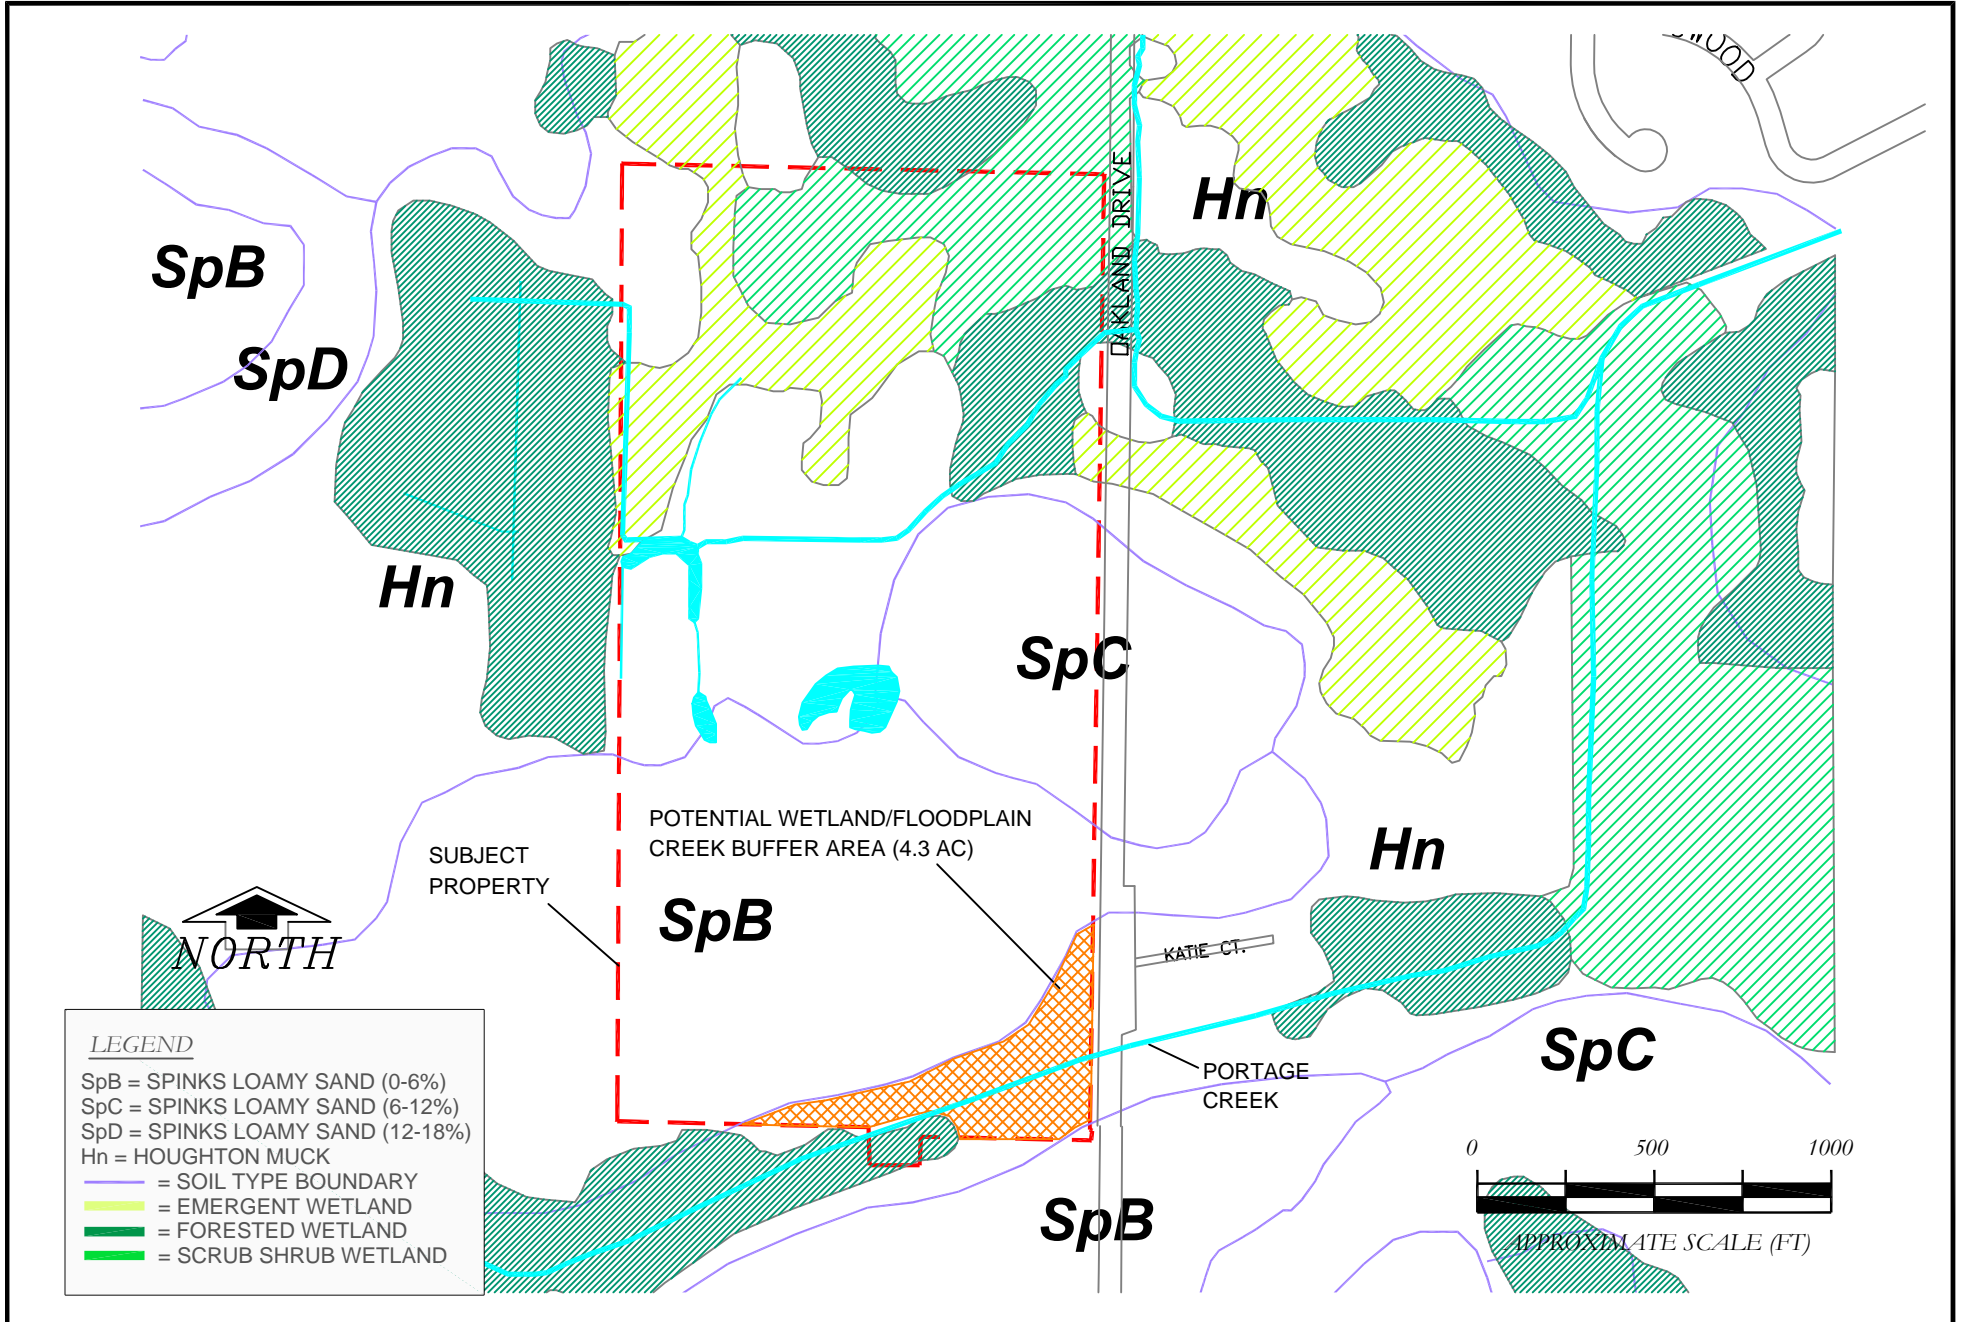 OAKLAND DRIVE
Hn
SpB
SpD
Hn
SpC
POTENTIAL WETLAND/FLOODPLAIN
CREEK BUFFER AREA (4.3 AC)
SUBJECT
PROPERTY
Hn
SpB
NORTH
KATIE CT.
SpC
PORTAGE
CREEK
SpB
LEGEND
SpB = SPINKS LOAMY SAND (0-6%)
SpC = SPINKS LOAMY SAND (6-12%)
SpD = SPINKS LOAMY SAND (12-18%)
Hn = HOUGHTON MUCK
= SOIL TYPE BOUNDARY
= EMERGENT WETLAND
= FORESTED WETLAND
= SCRUB SHRUB WETLAND
0 500 1000
APPROXIMATE SCALE (FT)